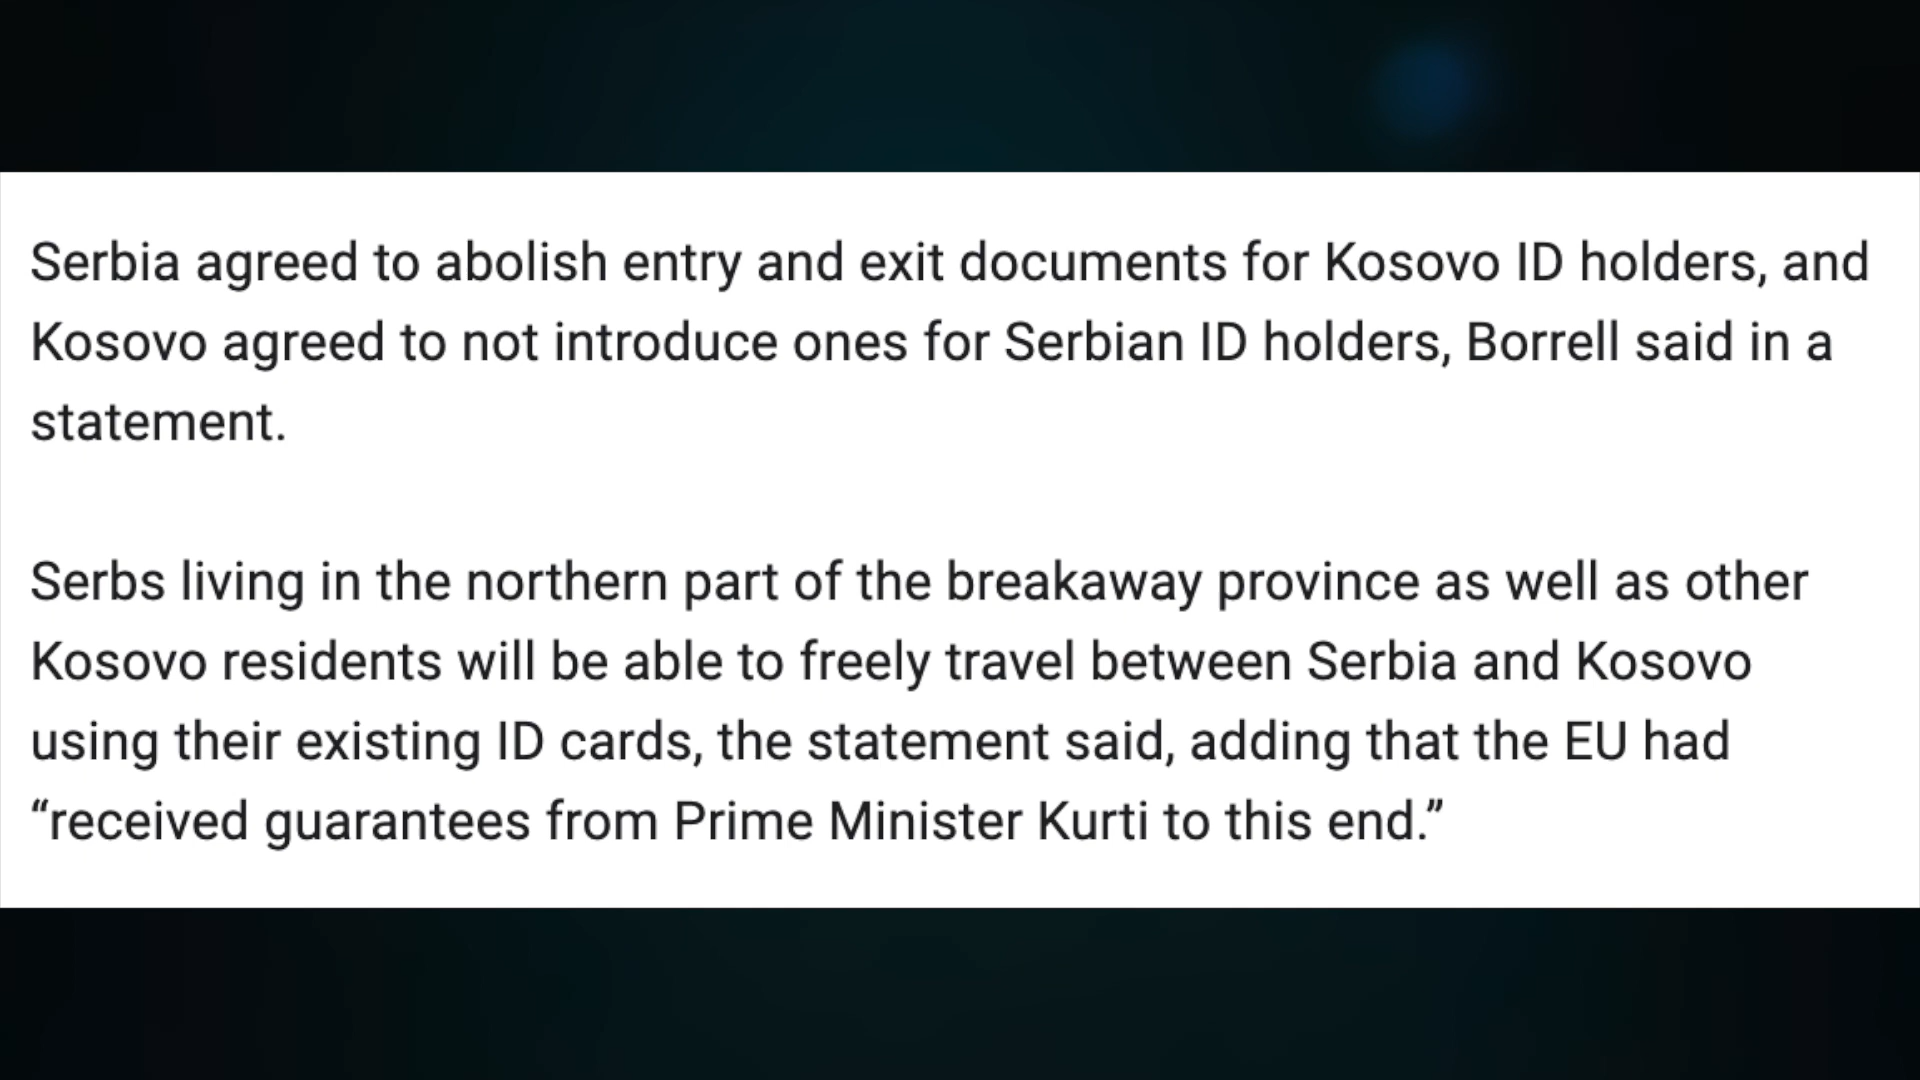 Serbia agreed to abolish entry and exit documents for Kosovo ID holders, and
Kosovo agreed to not introduce ones for Serbian ID holders, Borrell said in a
statement.
Serbs living in the northern part of the breakaway province as well as other
Kosovo residents will be able to freely travel between Serbia and Kosovo
using their existing ID cards, the statement said, adding that the EU had
“received guarantees from Prime Minister Kurti to this end.”